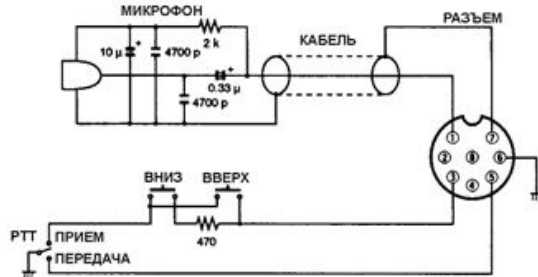 МИКРОФОН
РАЗЪЕМ
2 k
КАБЕЛЬ
10 µ
+
4700 p
+
0.33 µ
4700 p
1
7
2
8
6
3
5
4
ВНИЗ
ВВЕРХ
470
PTT
ПРИЕМ
ПЕРЕДАЧА